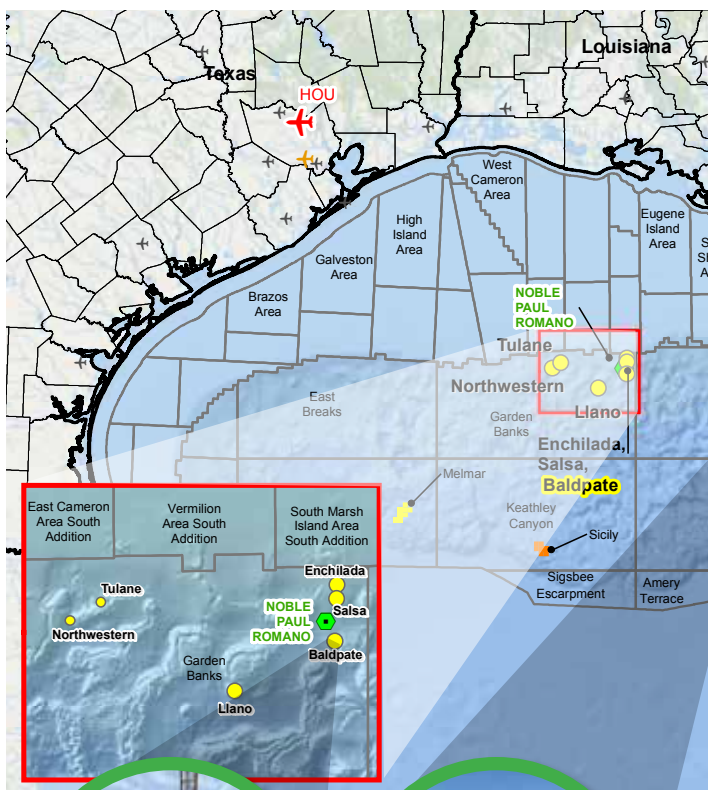 Louisiana
Texas
HOU
West
Cameron
Area
High
Island
Area
Eugene
Island
Area
Galveston
Area
Brazos
Area
NOBLE
PAUL
ROMANO
Tulane
Northwestern
East
Breaks
Garden
Banks
Llano
Enchilada,
Salsa,
Baldpate
Melmar
Keathley
Canyon
Sicily
Sigsbee
Escarpment
Amery
Terrace
East Cameron
Area South
Addition
Vermilion
Area South
Addition
South Marsh
Island Area
South Addition
Enchilada
Tulane
Salsa
NOBLE
PAUL
ROMANO
Northwestern
Baldpate
Garden
Banks
Llano